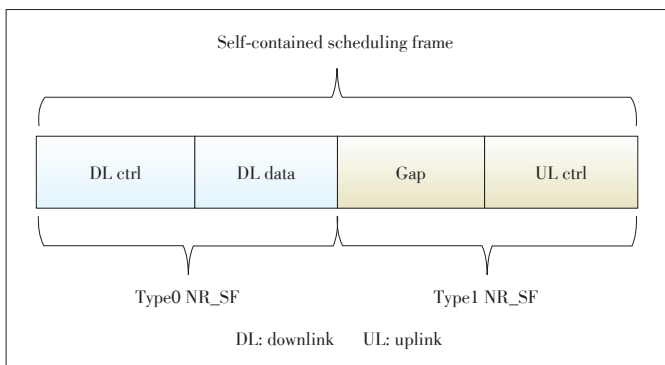 Self-contained scheduling frame
DL ctrl DL data Gap UL ctrl
Type0 NR_SF Type1 NR_SF
DL: downlink UL: uplink